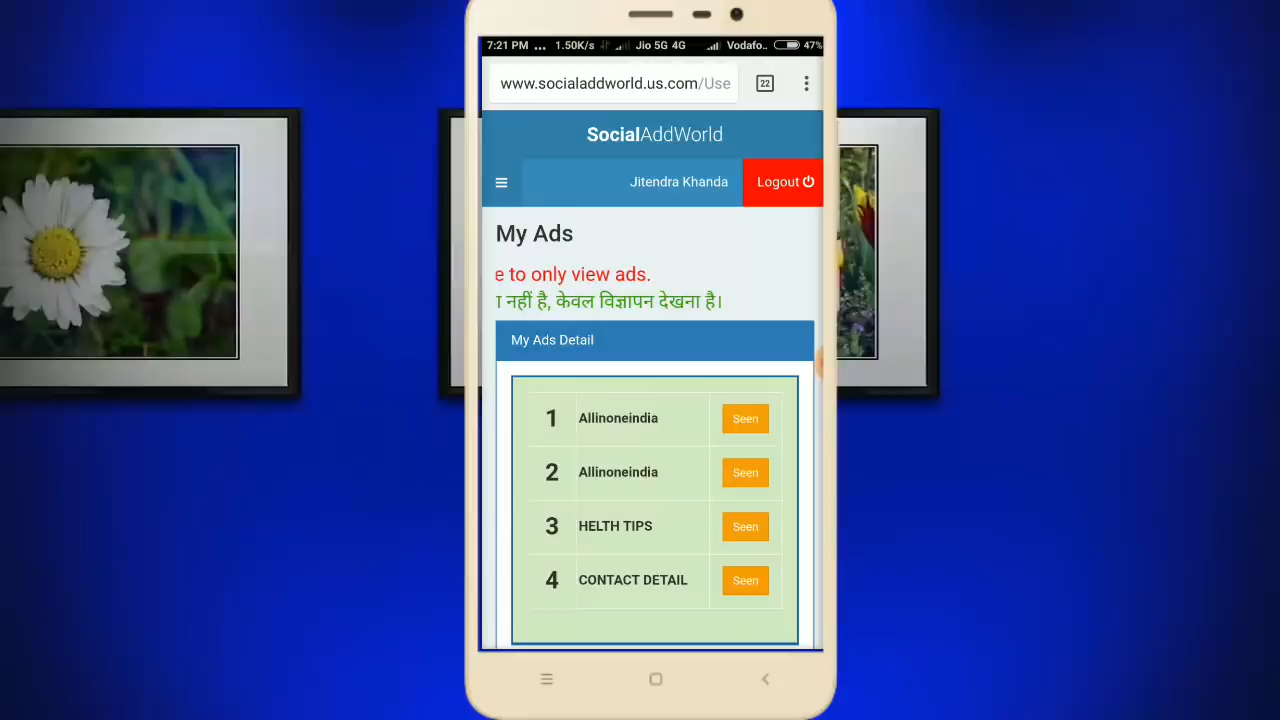 7:21 PM ... 1.50K/s Jio 5G 4G Vodafo.. 47%
www.socialaddworld.us.com/Use 22
SocialAddWorld
Jitendra Khanda Logout
My Ads
e to only view ads.
ा नहीं है, केवल विज्ञापन देखना है।
My Ads Detail
1 Allinoneindia Seen
2 Allinoneindia Seen
3 HELTH TIPS Seen
4 CONTACT DETAIL Seen